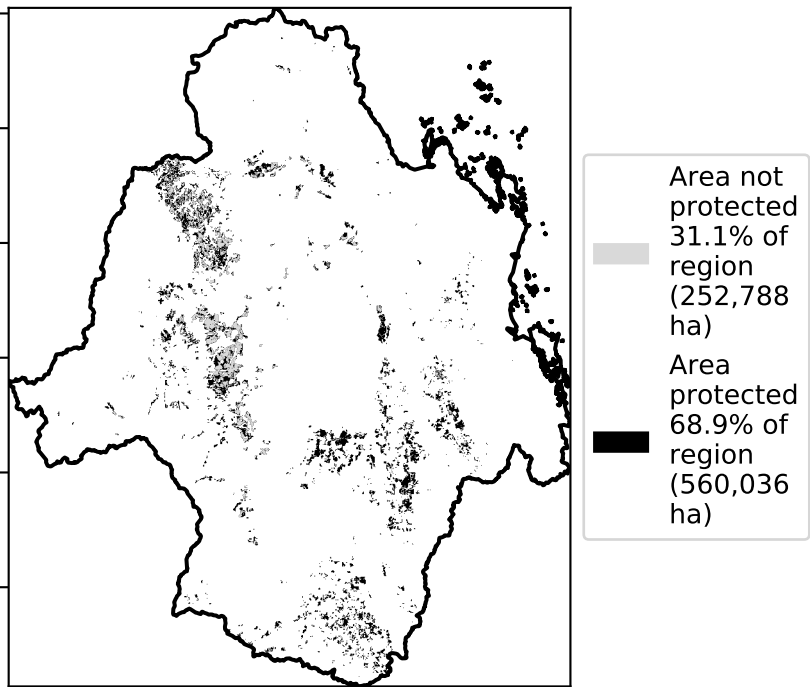 Area not
protected
31.1% of
region
(252,788
ha)
Area
protected
68.9% of
region
(560,036
ha)